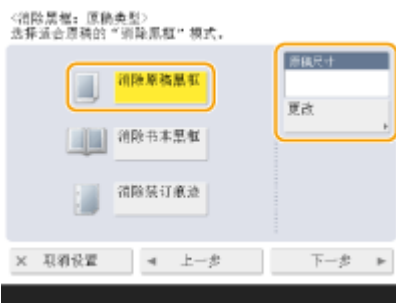 <消除黑框：原稿类型>
选择适合原稿的“消除黑框”模式。
原稿尺寸
消除原稿黑框
更改
消除书本黑框
消除装订痕迹
× 取消设置 ◄ 上一步 下一步 ►